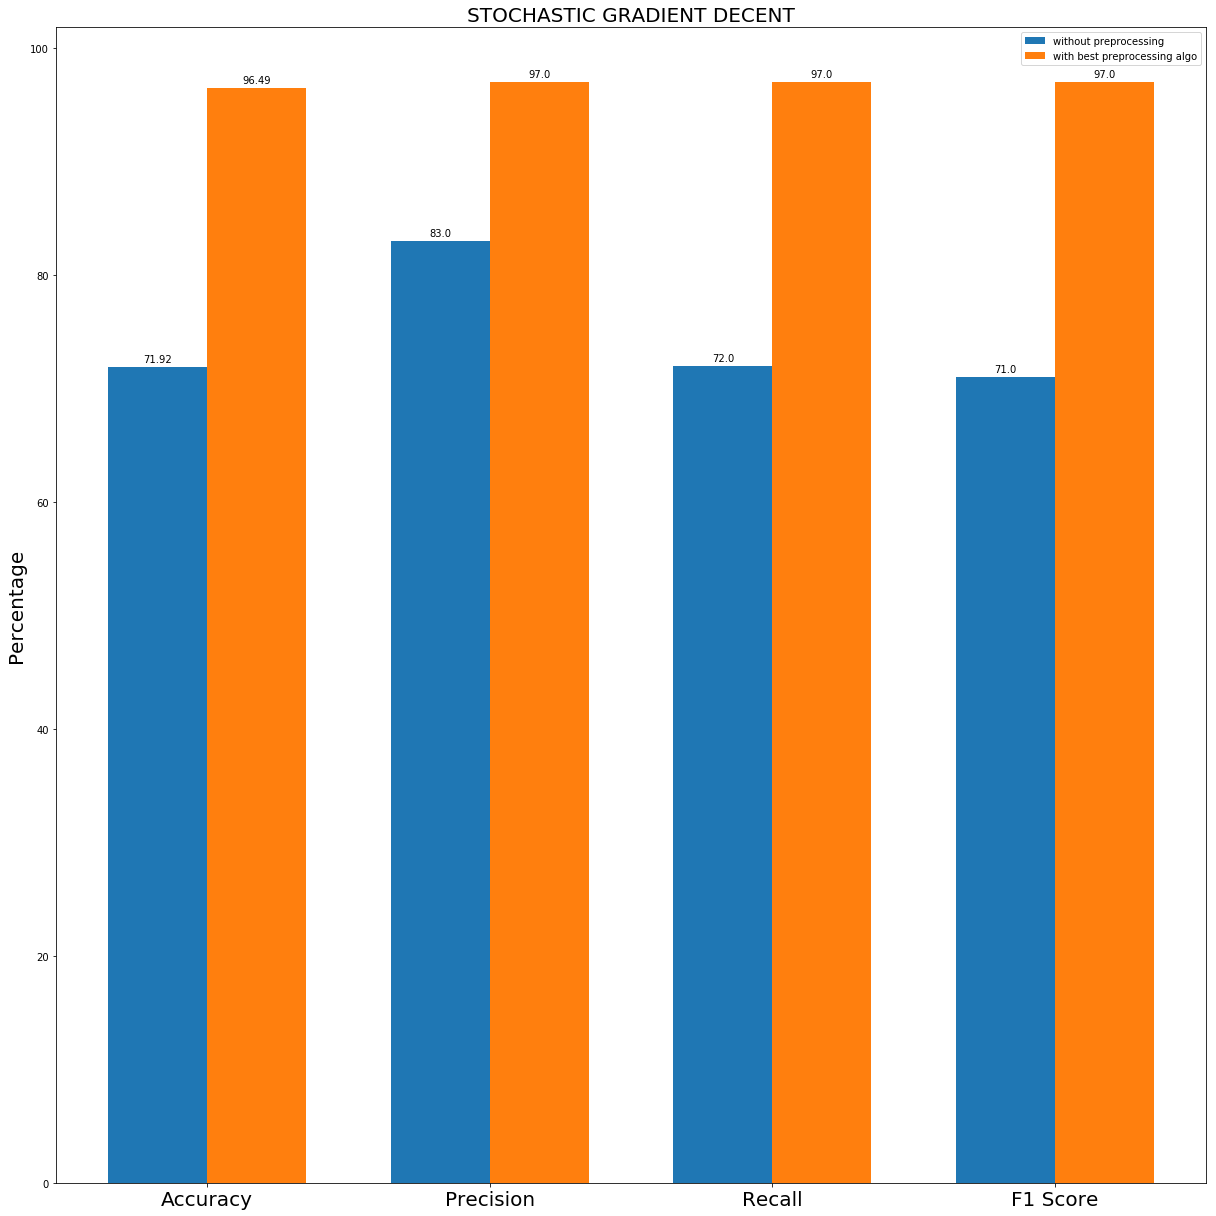 STOCHASTIC GRADIENT DECENT
without preprocessing
with best preprocessing algo
100
80
60
40
20
0
Percentage
71.92
96.49
83.0
97.0
72.0
97.0
71.0
97.0
Accuracy
Precision
Recall
F1 Score